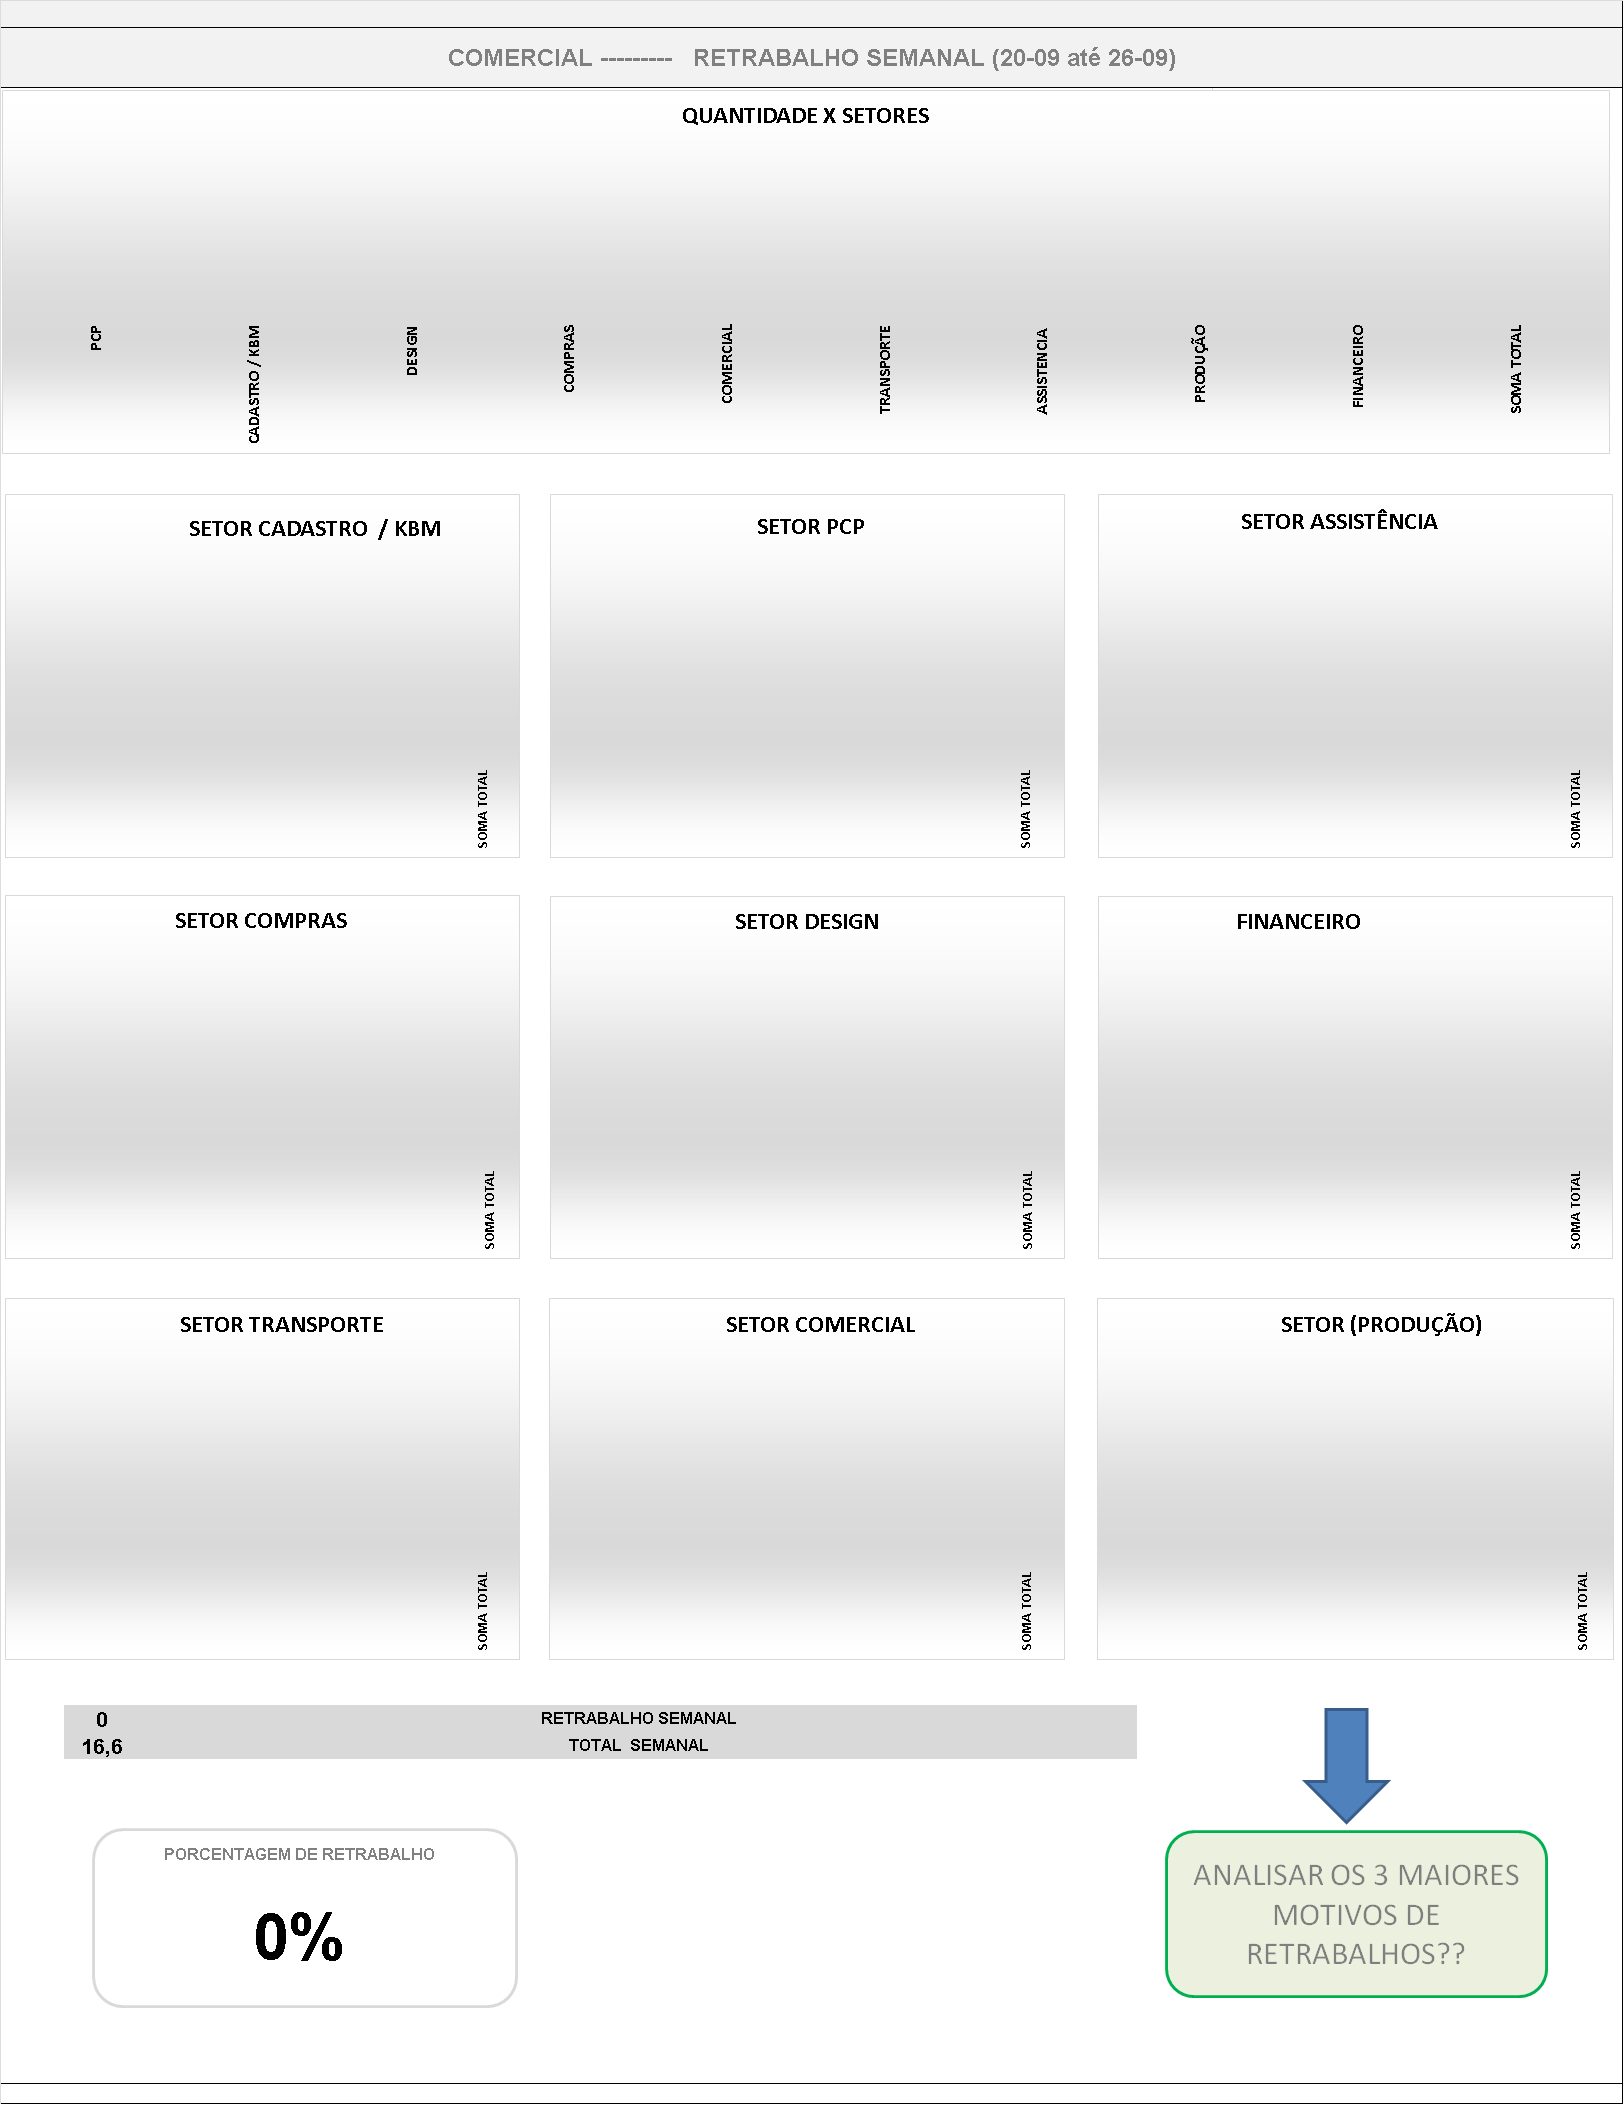 COMERCIAL --------- RETRABALHO SEMANAL (20-09 até 26-09)
QUANTIDADE X SETORES
PCP
CADASTRO / KBM
DESIGN
COMPRAS
COMERCIAL
TRANSPORTE
ASSISTENCIA
PRODUÇÃO
FINANCEIRO
SOMA TOTAL
SETOR CADASTRO / KBM
SOMA TOTAL
SETOR PCP
SOMA TOTAL
SETOR ASSISTÊNCIA
SOMA TOTAL
SETOR COMPRAS
SOMA TOTAL
SETOR DESIGN
SOMA TOTAL
FINANCEIRO
SOMA TOTAL
SETOR TRANSPORTE
SOMA TOTAL
SETOR COMERCIAL
SOMA TOTAL
SETOR (PRODUÇÃO)
SOMA TOTAL
0 RETRABALHO SEMANAL
16,6 TOTAL SEMANAL
PORCENTAGEM DE RETRABALHO
0%
ANALISAR OS 3 MAIORES
MOTIVOS DE
RETRABALHOS??